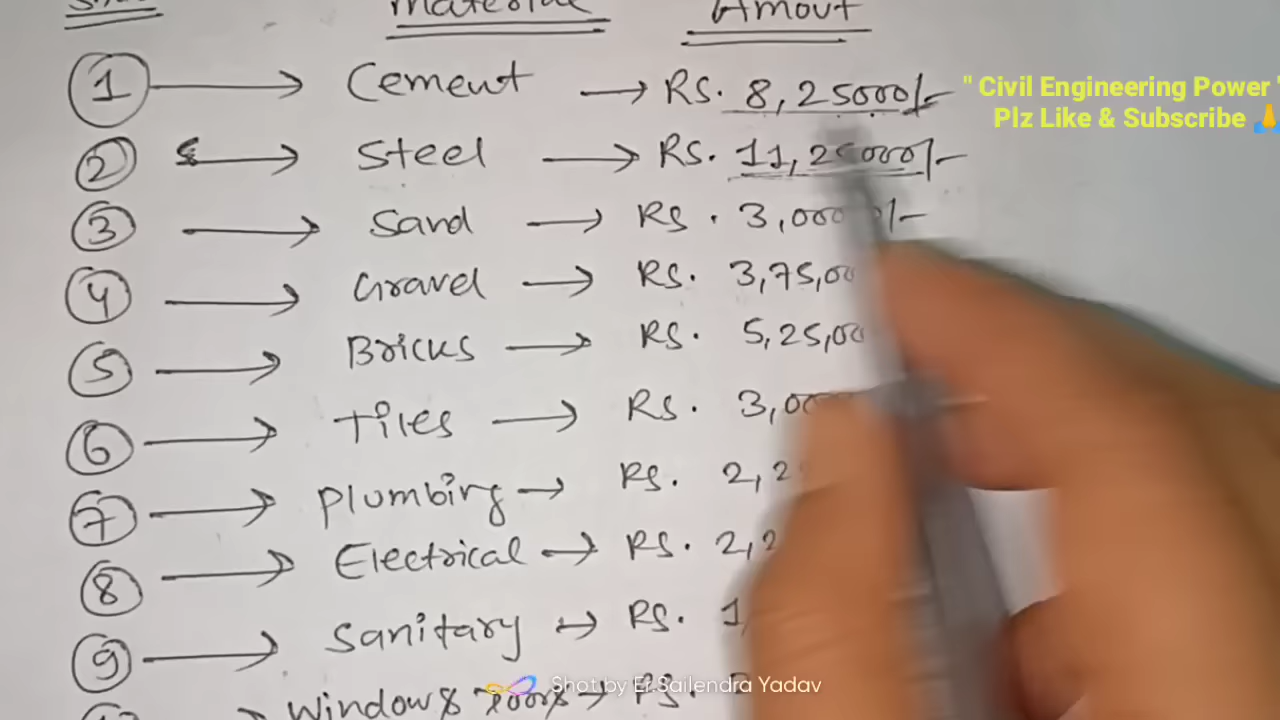 Material Amout
1 → Cement → RS. 8,25000/-
2 → Steel → RS. 11,25000/-
3 → Sand → RS. 3,000 /-
4 → Gravel → RS. 3,75,00
5 → Bricks → RS. 5,25,00
6 → Tiles → RS. 3,00
7 → Plumbing → RS. 2,2
8 → Electrical → RS. 2,2
9 → Sanitary → RS. 1,
Window & Doors → RS.
" Civil Engineering Power "
Plz Like & Subscribe 🙏
Shot by Er.Sailendra Yadav